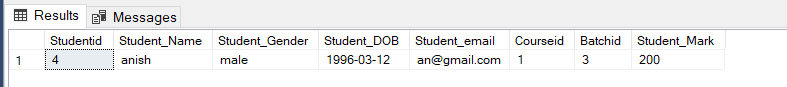 Results Messages
Studentid Student_Name Student_Gender Student_DOB Student_email Courseid Batchid Student_Mark
1 4 anish male 1996-03-12 an@gmail.com 1 3 200